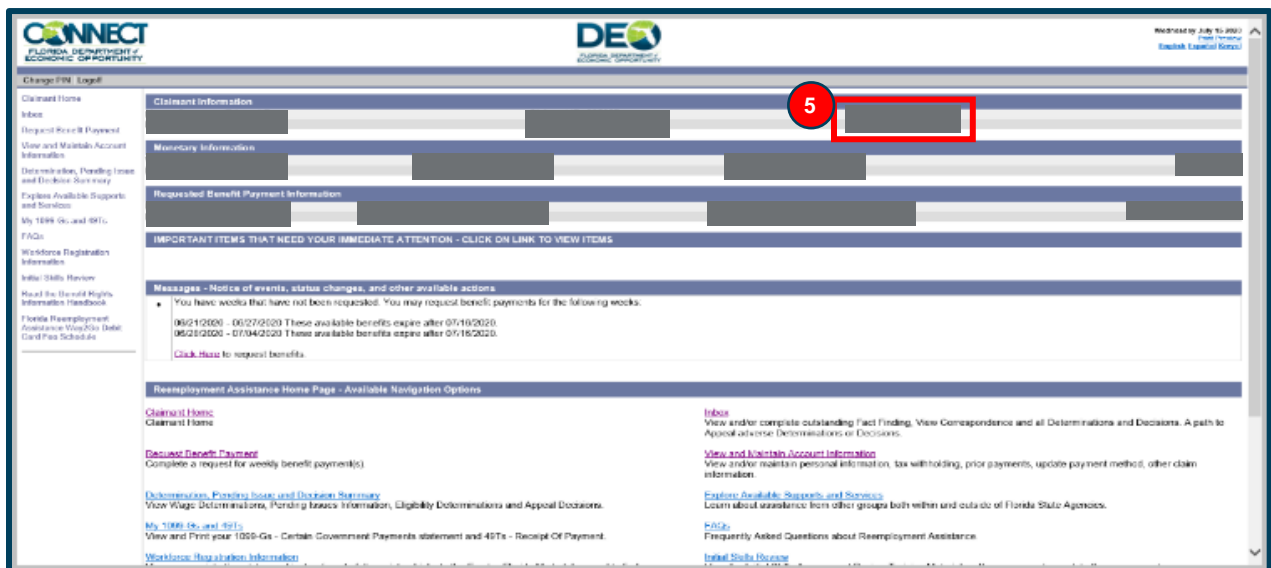 CONNECT
FLORIDA DEPARTMENT of
ECONOMIC OPPORTUNITY
DEO
FLORIDA DEPARTMENT of
ECONOMIC OPPORTUNITY
Wednesday July 15 2020
Print Preview
English Español Kreyol
Change PIN Logoff
Claimant Home
Inbox
Request Benefit Payment
View and Maintain Account
Information
Determination, Pending Issue
and Decision Summary
Explore Available Supports
and Services
My 1099-Gs and 49Ts
FAQs
Workforce Registration
Information
Initial Skills Review
Read the Benefit Rights
Information Handbook
Florida Reemployment
Assistance Way2Go Debit
Card Fee Schedule
Claimant Information
5
Monetary Information
Requested Benefit Payment Information
IMPORTANT ITEMS THAT NEED YOUR IMMEDIATE ATTENTION - CLICK ON LINK TO VIEW ITEMS
Messages - Notice of events, status changes, and other available actions
• You have weeks that have not been requested. You may request benefit payments for the following weeks:
06/21/2020 - 06/27/2020 These available benefits expire after
06/28/2020 - 07/04/2020 These available benefits expire after
Click Here to request benefits.
Reemployment Assistance Home Page - Available Navigation Options
Claimant Home
Claimant Home
Inbox
View and/or complete outstanding Fact Finding, View Correspondence and all Determinations and Decisions. A path to
Appeal adverse Determinations or Decisions.
Request Benefit Payment
Complete a request for weekly benefit payment(s)
View and Maintain Account Information
View and/or maintain personal information, tax withholding, prior payments, update payment method, other claim
information.
Determination, Pending Issue and Decision Summary
View Wage Determinations, Pending Issues Information, Eligibility Determinations and Appeal Decisions.
Explore Available Supports and Services
Learn about assistance from other groups both within and outside of Florida State Agencies.
My 1099-Gs and 49Ts
View and Print your 1099-Gs - Certain Government Payments statement and 49Ts - Receipt Of Payment.
FAQs
Frequently Asked Questions about Reemployment Assistance.
Workforce Registration Information
Initial Skills Review